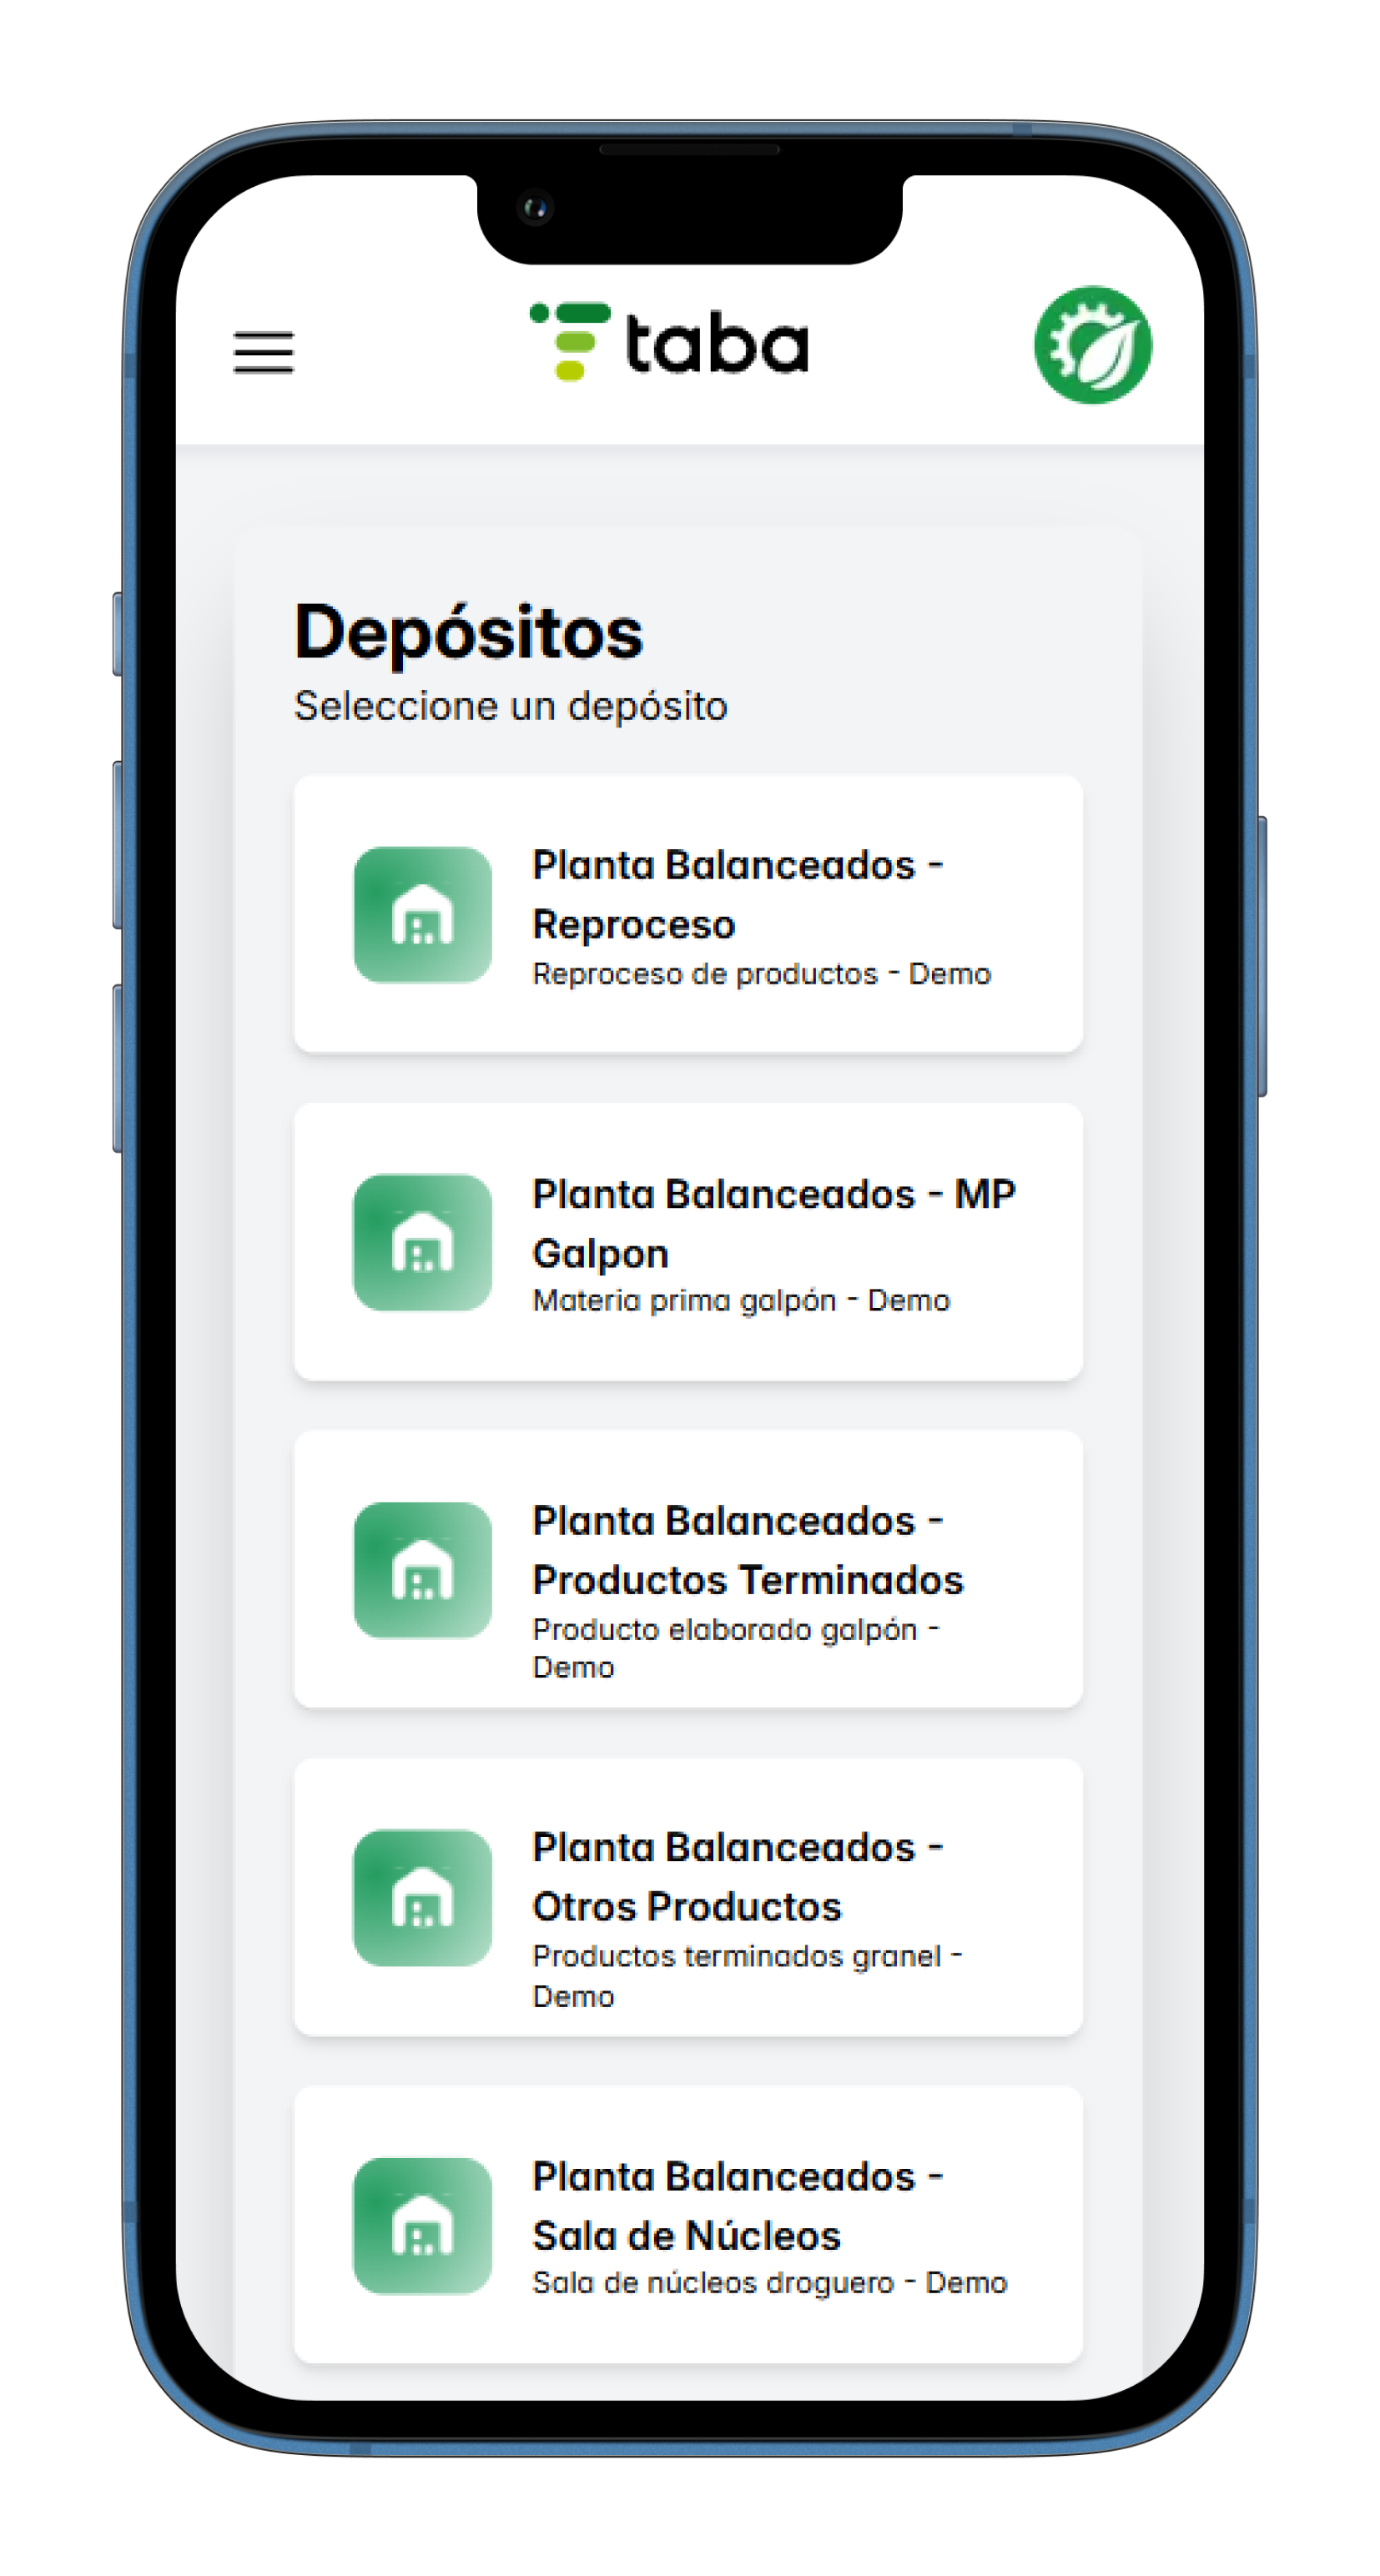 taba
Depósitos
Seleccione un depósito
Planta Balanceados -
Reproceso
Reproceso de productos - Demo
Planta Balanceados - MP
Galpon
Materia prima galpón - Demo
Planta Balanceados -
Productos Terminados
Producto elaborado galpón -
Demo
Planta Balanceados -
Otros Productos
Productos terminados granel -
Demo
Planta Balanceados -
Sala de Núcleos
Sala de núcleos droguero - Demo